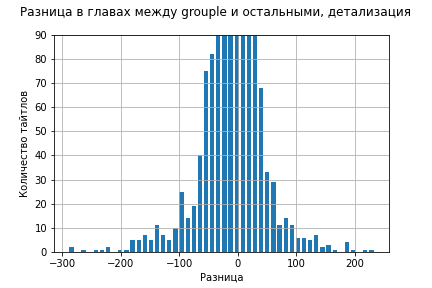 Разница в главах между grouple и остальными, детализация
90
80
70
60
50
40
30
20
10
0
Количество тайтлов
−300 −200 −100 0 100 200
Разница